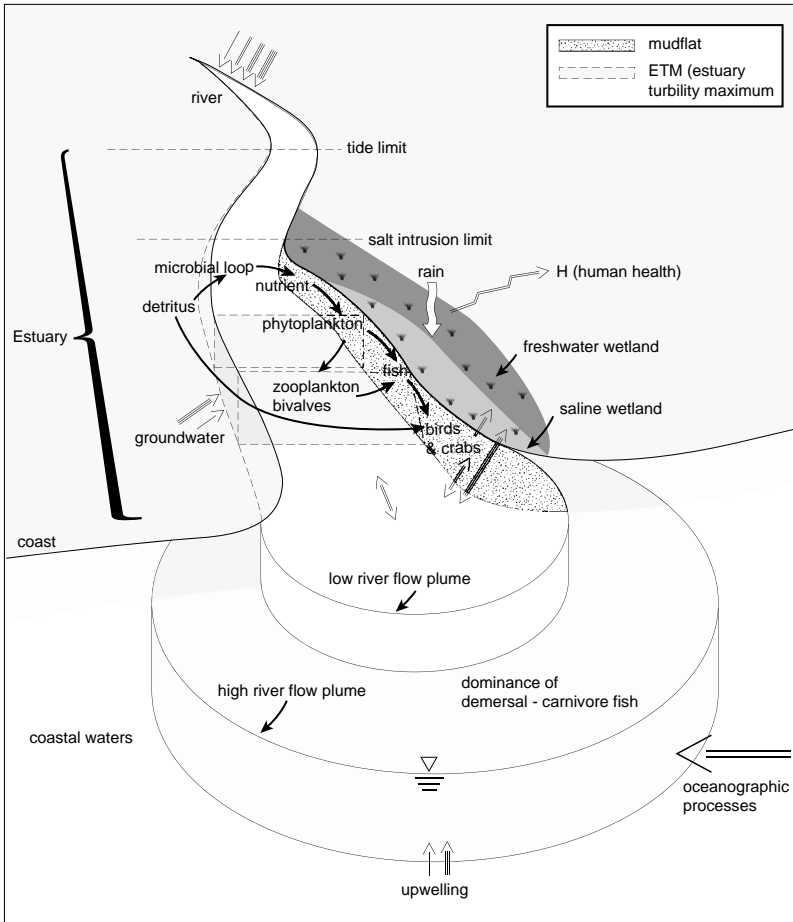 mudflat
ETM (estuary
turbility maximum
river
tide limit
salt intrusion limit
microbial loop
rain
H (human health)
nutrient
detritus
phytoplankton
Estuary
freshwater wetland
fish
zooplankton
bivalves
saline wetland
groundwater
birds
& crabs
coast
low river flow plume
high river flow plume
dominance of
demersal - carnivore fish
coastal waters
oceanographic
processes
upwelling